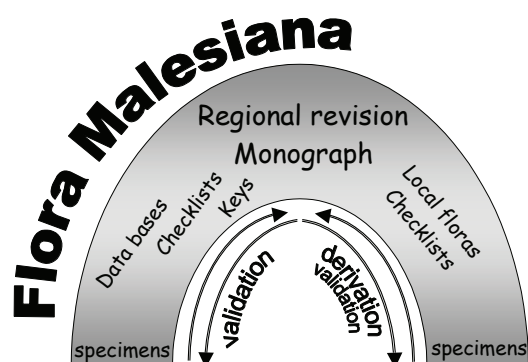 Flora Malesiana
Regional revision
Monograph
Data bases
Checklists
Keys
Local floras
Checklists
validation
derivation
validation
specimens
specimens